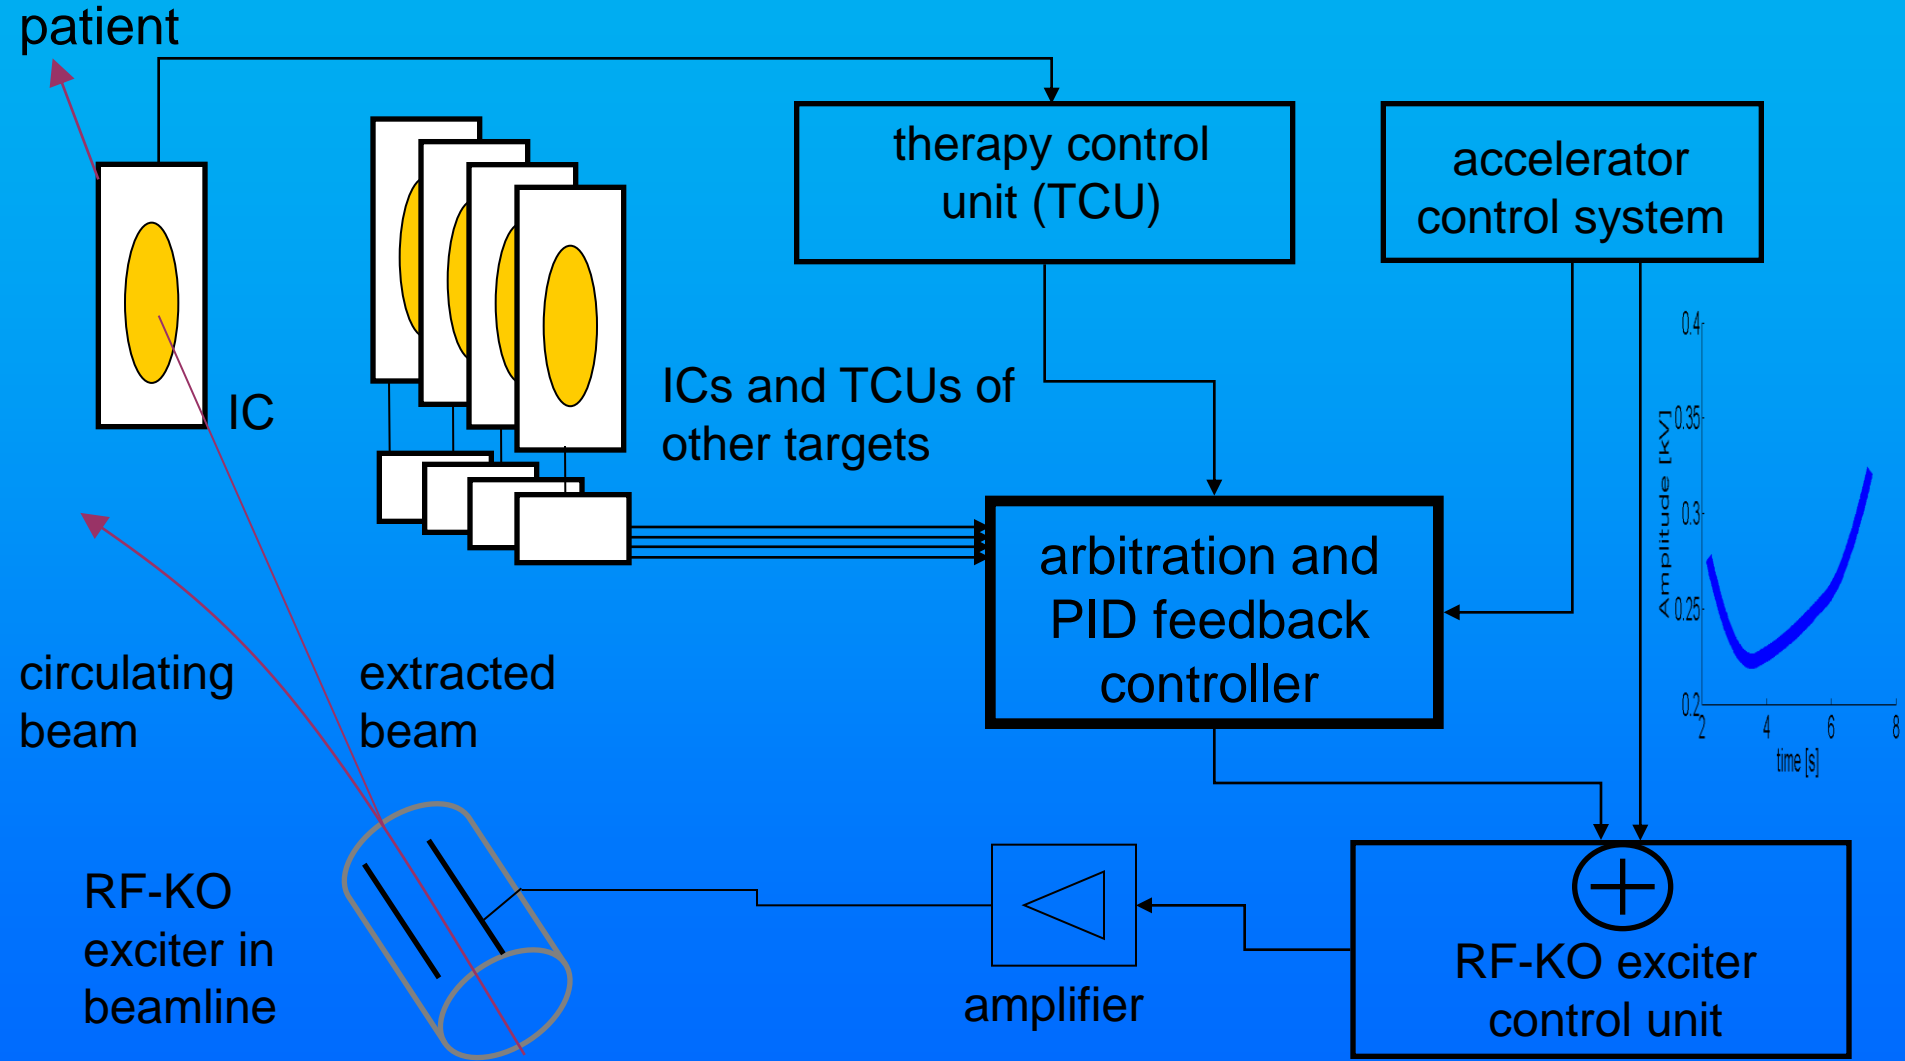 patient
therapy control
unit (TCU)
accelerator
control system
IC
ICs and TCUs of
other targets
0.4
0.35
0.3
0.25
0.2
Amplitude [kV]
2
4
6
8
time [s]
arbitration and
PID feedback
controller
circulating
beam
extracted
beam
RF-KO
exciter in
beamline
amplifier
RF-KO exciter
control unit